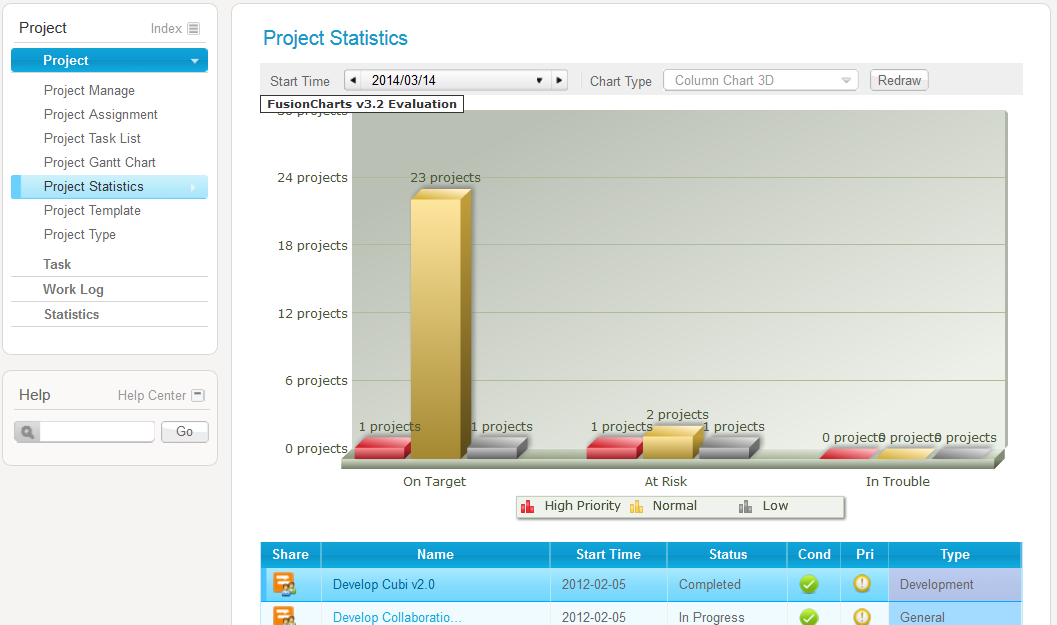 Project
Index
Project
Project Manage
Project Assignment
Project Task List
Project Gantt Chart
Project Statistics
Project Template
Project Type
Task
Work Log
Statistics
Help
Help Center
Go
Project Statistics
Start Time 2014/03/14 Chart Type Column Chart 3D Redraw
FusionCharts v3.2 Evaluation
24 projects
18 projects
12 projects
6 projects
0 projects
1 projects
23 projects
1 projects
1 projects
2 projects
1 projects
0 projects
0 projects
0 projects
On Target At Risk In Trouble
High Priority Normal Low
Share Name Start Time Status Cond Pri Type
Develop Cubi v2.0 2012-02-05 Completed Development
Develop Collaboratio... 2012-02-05 In Progress General